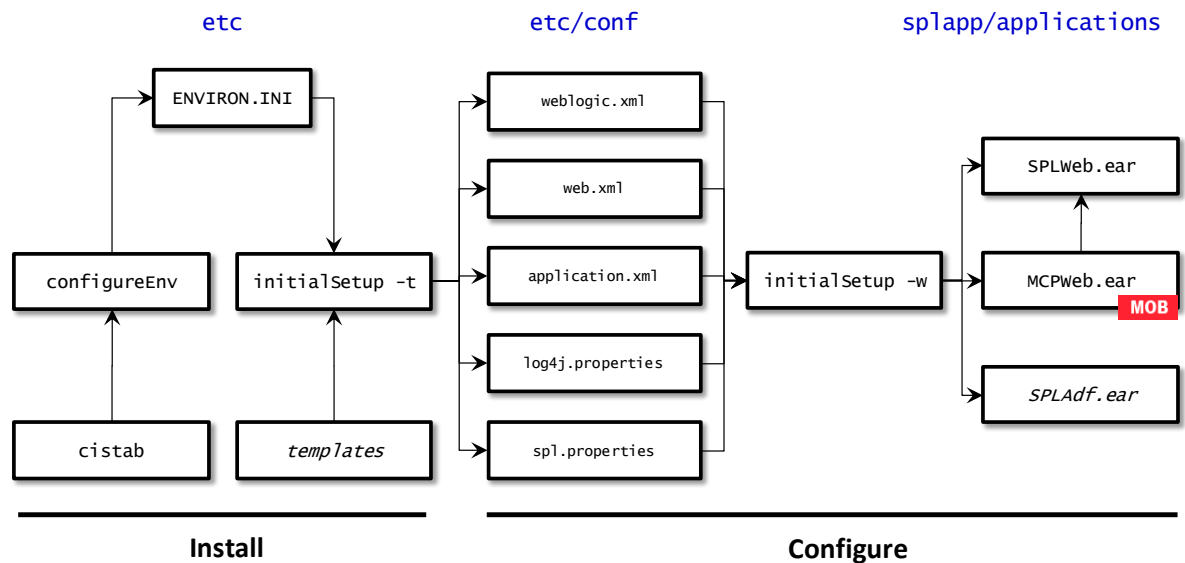 etc
etc/conf
splapp/applications
ENVIRON.INI
weblogic.xml
SPLWeb.ear
web.xml
configureEnv
initialSetup -t
application.xml
initialSetup -w
MCPWeb.ear
MOB
log4j.properties
SPLAdf.ear
cistab
templates
spl.properties
Install
Configure